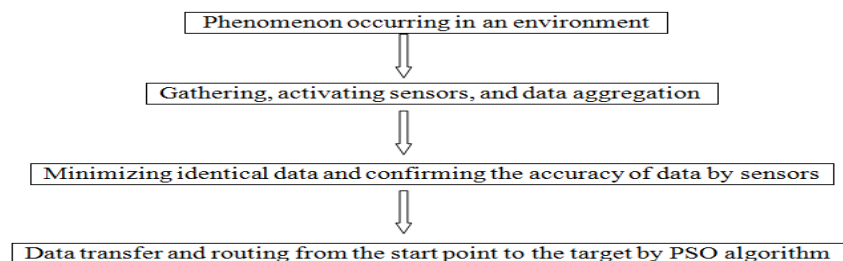 Phenomenon occurring in an environment
Gathering, activating sensors, and data aggregation
Minimizing identical data and confirming the accuracy of data by sensors
Data transfer and routing from the start point to the target by PSO algorithm